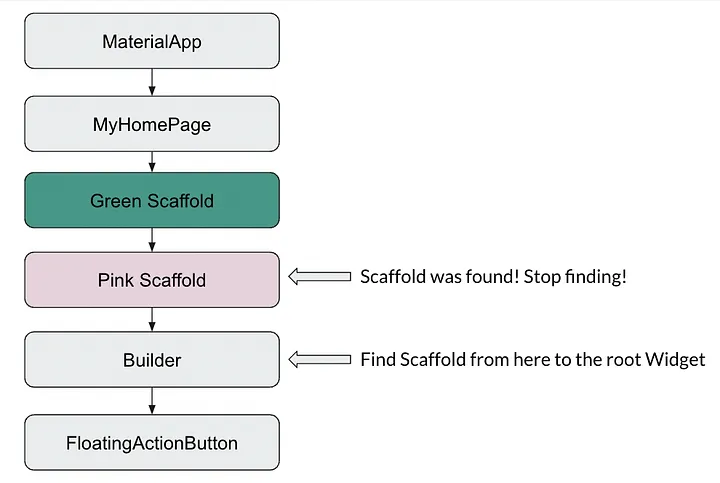 MaterialApp
MyHomePage
Green Scaffold
Pink Scaffold
Scaffold was found! Stop finding!
Builder
Find Scaffold from here to the root Widget
FloatingActionButton